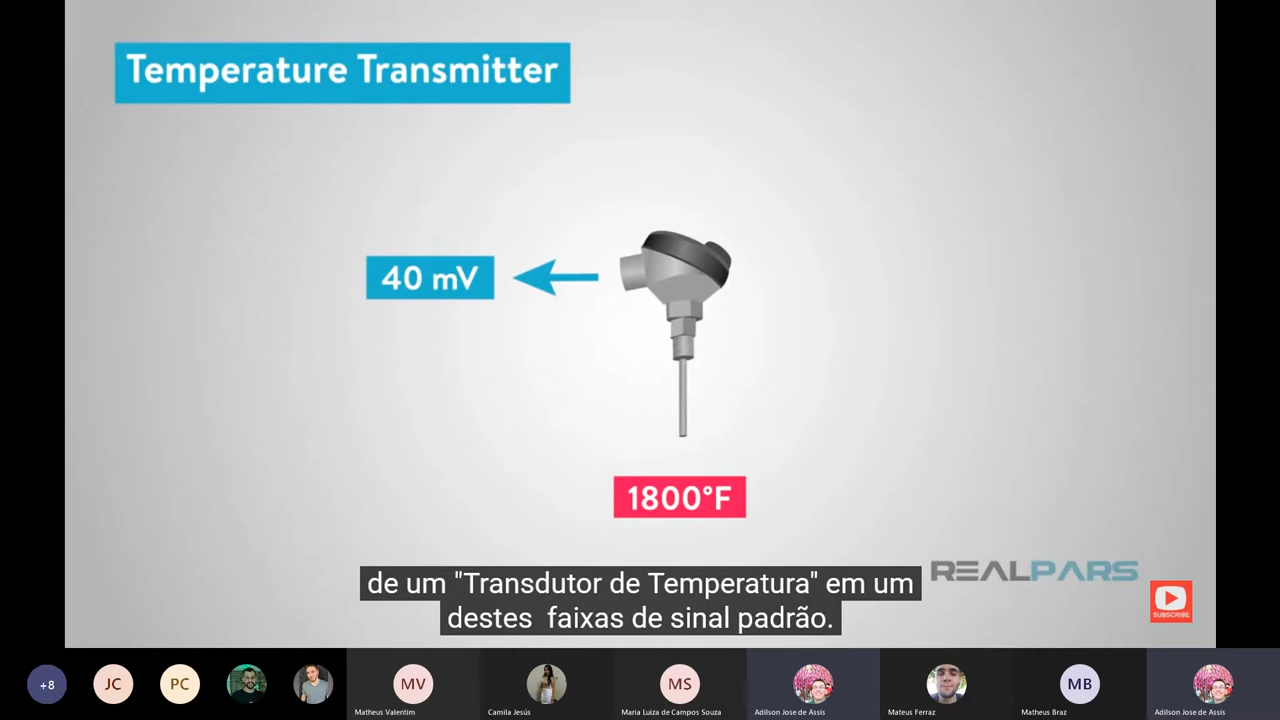 Temperature Transmitter
40 mV
1800°F
de um "Transdutor de Temperatura" em um
destes faixas de sinal padrão.
REALPARS
SUBSCRIBE
+8
JC
PC
MV
MS
MB
Matheus Valentim
Camila Jesús
Maria Luiza de Campos Souza
Adilson Jose de Assis
Mateus Ferraz
Matheus Braz
Adilson Jose de Assis